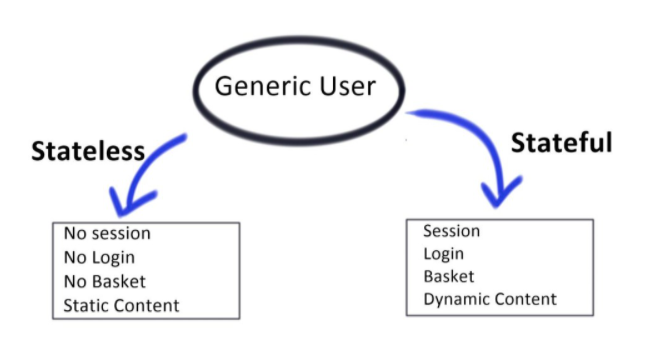 Generic User
Stateless
Stateful
No session
No Login
No Basket
Static Content
Session
Login
Basket
Dynamic Content